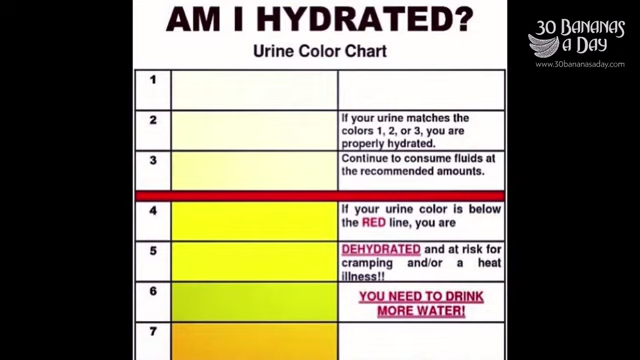 AM I HYDRATED?
30 BANANAS
A DAY
www.30bananasaday.com
Urine Color Chart
1
2
If your urine matches the
colors 1, 2, or 3, you are
properly hydrated.
3
Continue to consume fluids at
the recommended amounts.
4
If your urine color is below
the RED line, you are
5
DEHYDRATED and at risk for
cramping and/or a heat
illness!!
6
YOU NEED TO DRINK
MORE WATER!
7